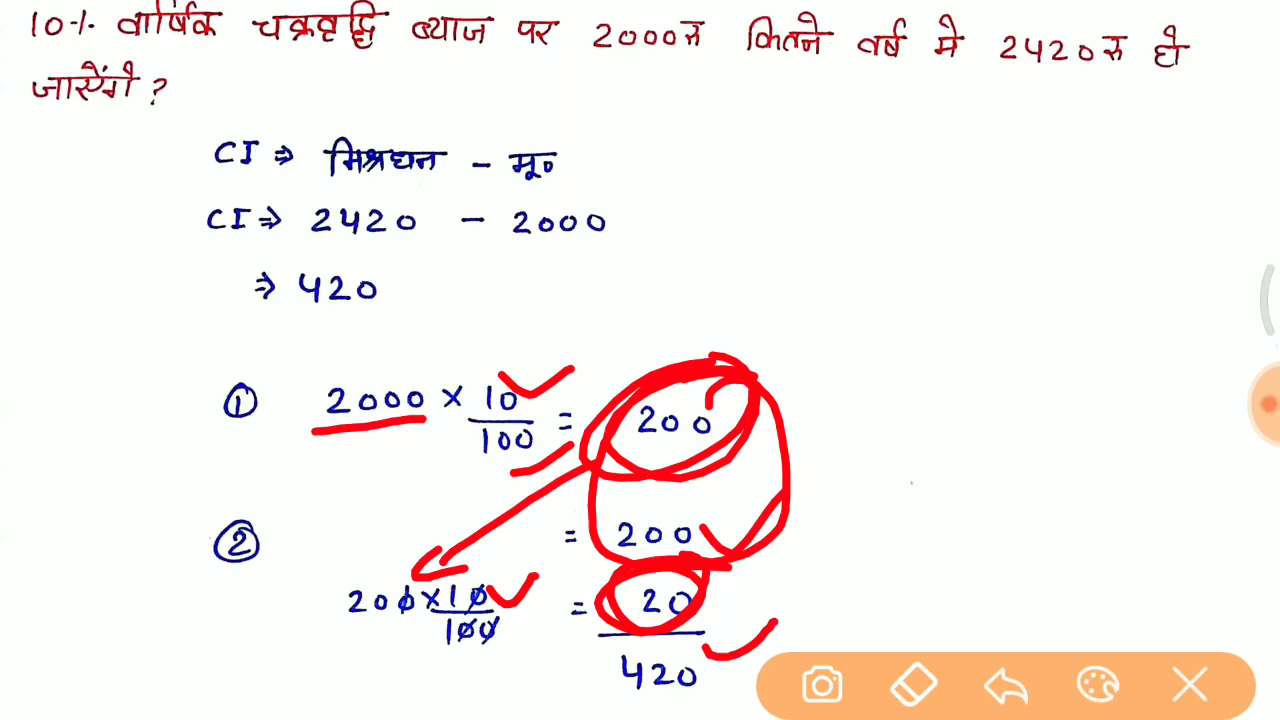 10% वार्षिक चक्रवृद्धि ब्याज पर 2000रु कितने वर्ष मे 2420रु हो
जाऐंगे ?
CI ⇒ मिश्रधन - मू०
CI ⇒ 2420 - 2000
⇒ 420
① 2000 × 10/100 = 200
② = 200
200 × 10/100 = 20
420